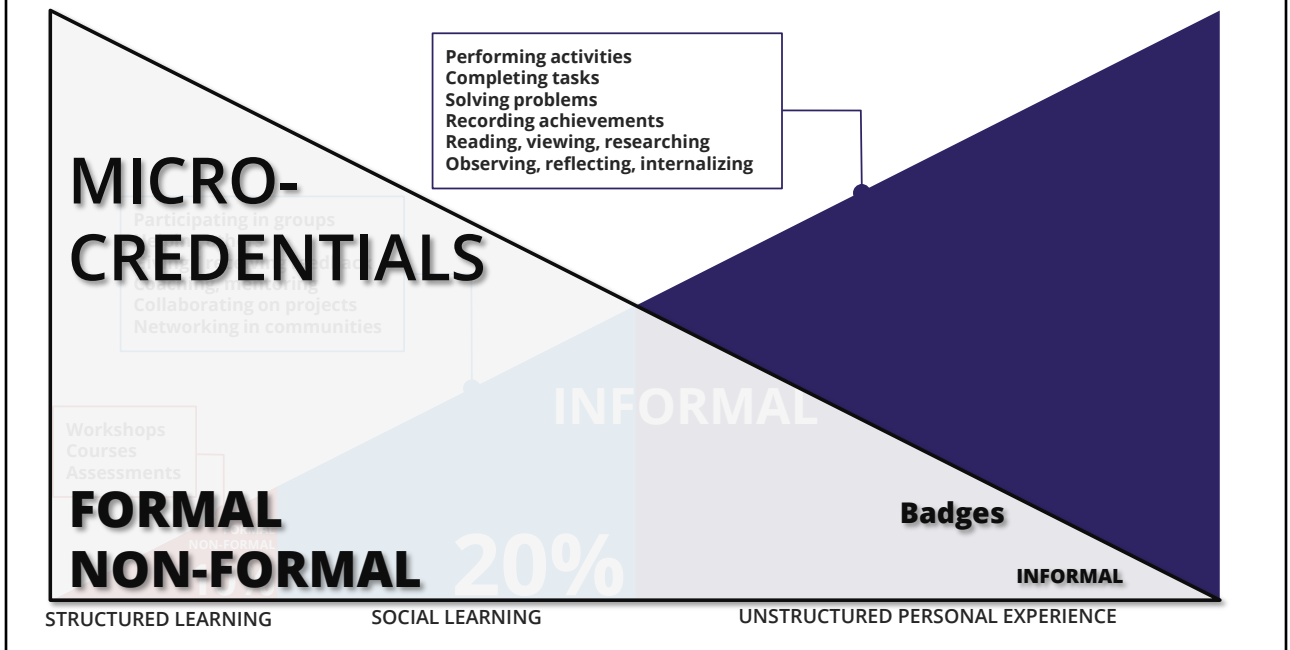 Performing activities
Completing tasks
Solving problems
Recording achievements
Reading, viewing, researching
Observing, reflecting, internalizing
MICRO-
CREDENTIALS
Participating in groups
Coaching, mentoring
Collaborating on projects
Networking in communities
INFORMAL
Workshops
Courses
Assessments
FORMAL
NON-FORMAL
NON-FORMAL
20%
Badges
INFORMAL
STRUCTURED LEARNING
SOCIAL LEARNING
UNSTRUCTURED PERSONAL EXPERIENCE